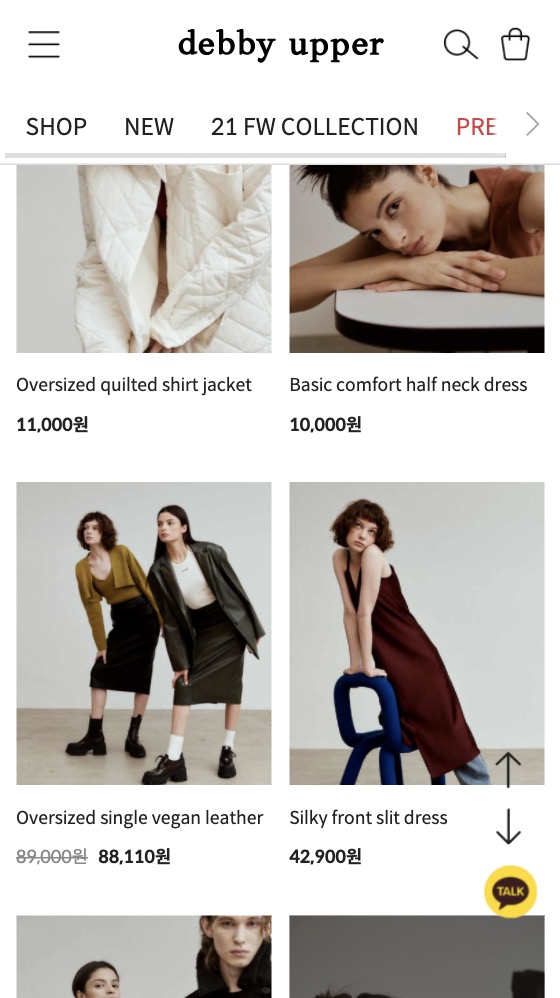 debby upper
SHOP NEW 21 FW COLLECTION PRE
Oversized quilted shirt jacket
11,000원
Basic comfort half neck dress
10,000원
Oversized single vegan leather
89,000원 88,110원
Silky front slit dress
42,900원
TALK